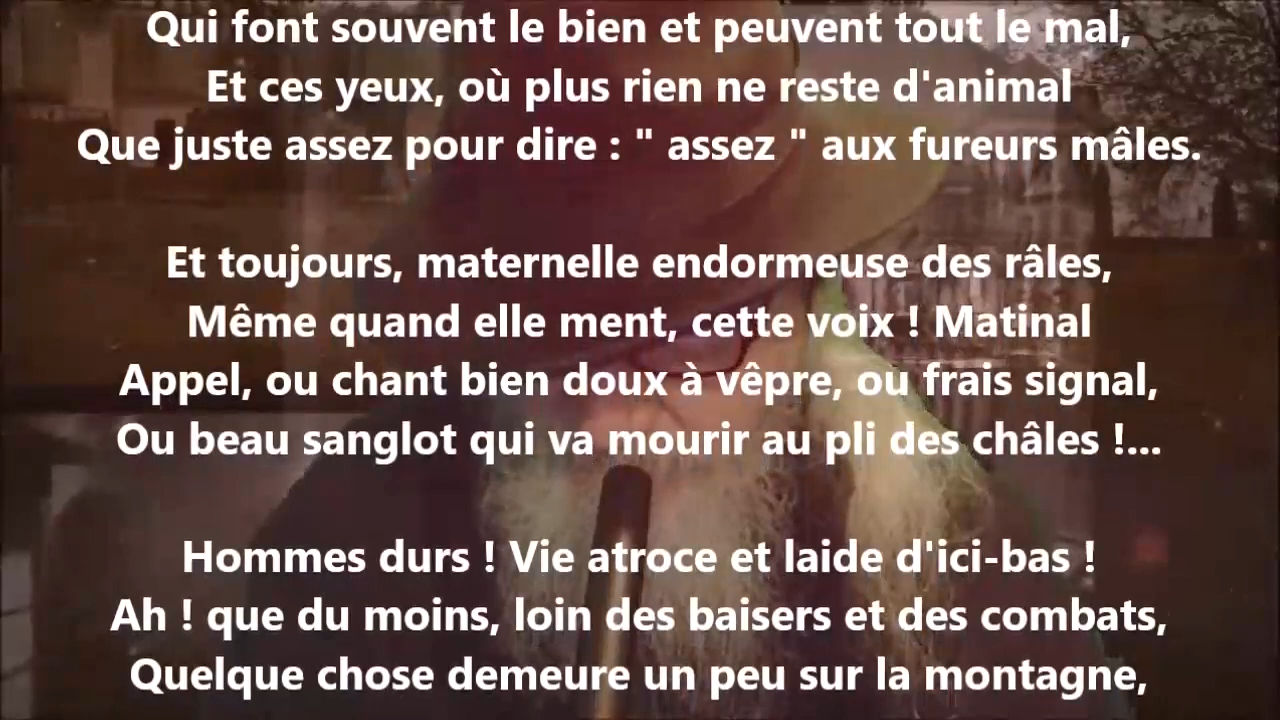 Qui font souvent le bien et peuvent tout le mal,
Et ces yeux, où plus rien ne reste d'animal
Que juste assez pour dire : " assez " aux fureurs mâles.
Et toujours, maternelle endormeuse des râles,
Même quand elle ment, cette voix ! Matinal
Appel, ou chant bien doux à vêpre, ou frais signal,
Ou beau sanglot qui va mourir au pli des châles !...
Hommes durs ! Vie atroce et laide d'ici-bas !
Ah ! que du moins, loin des baisers et des combats,
Quelque chose demeure un peu sur la montagne,